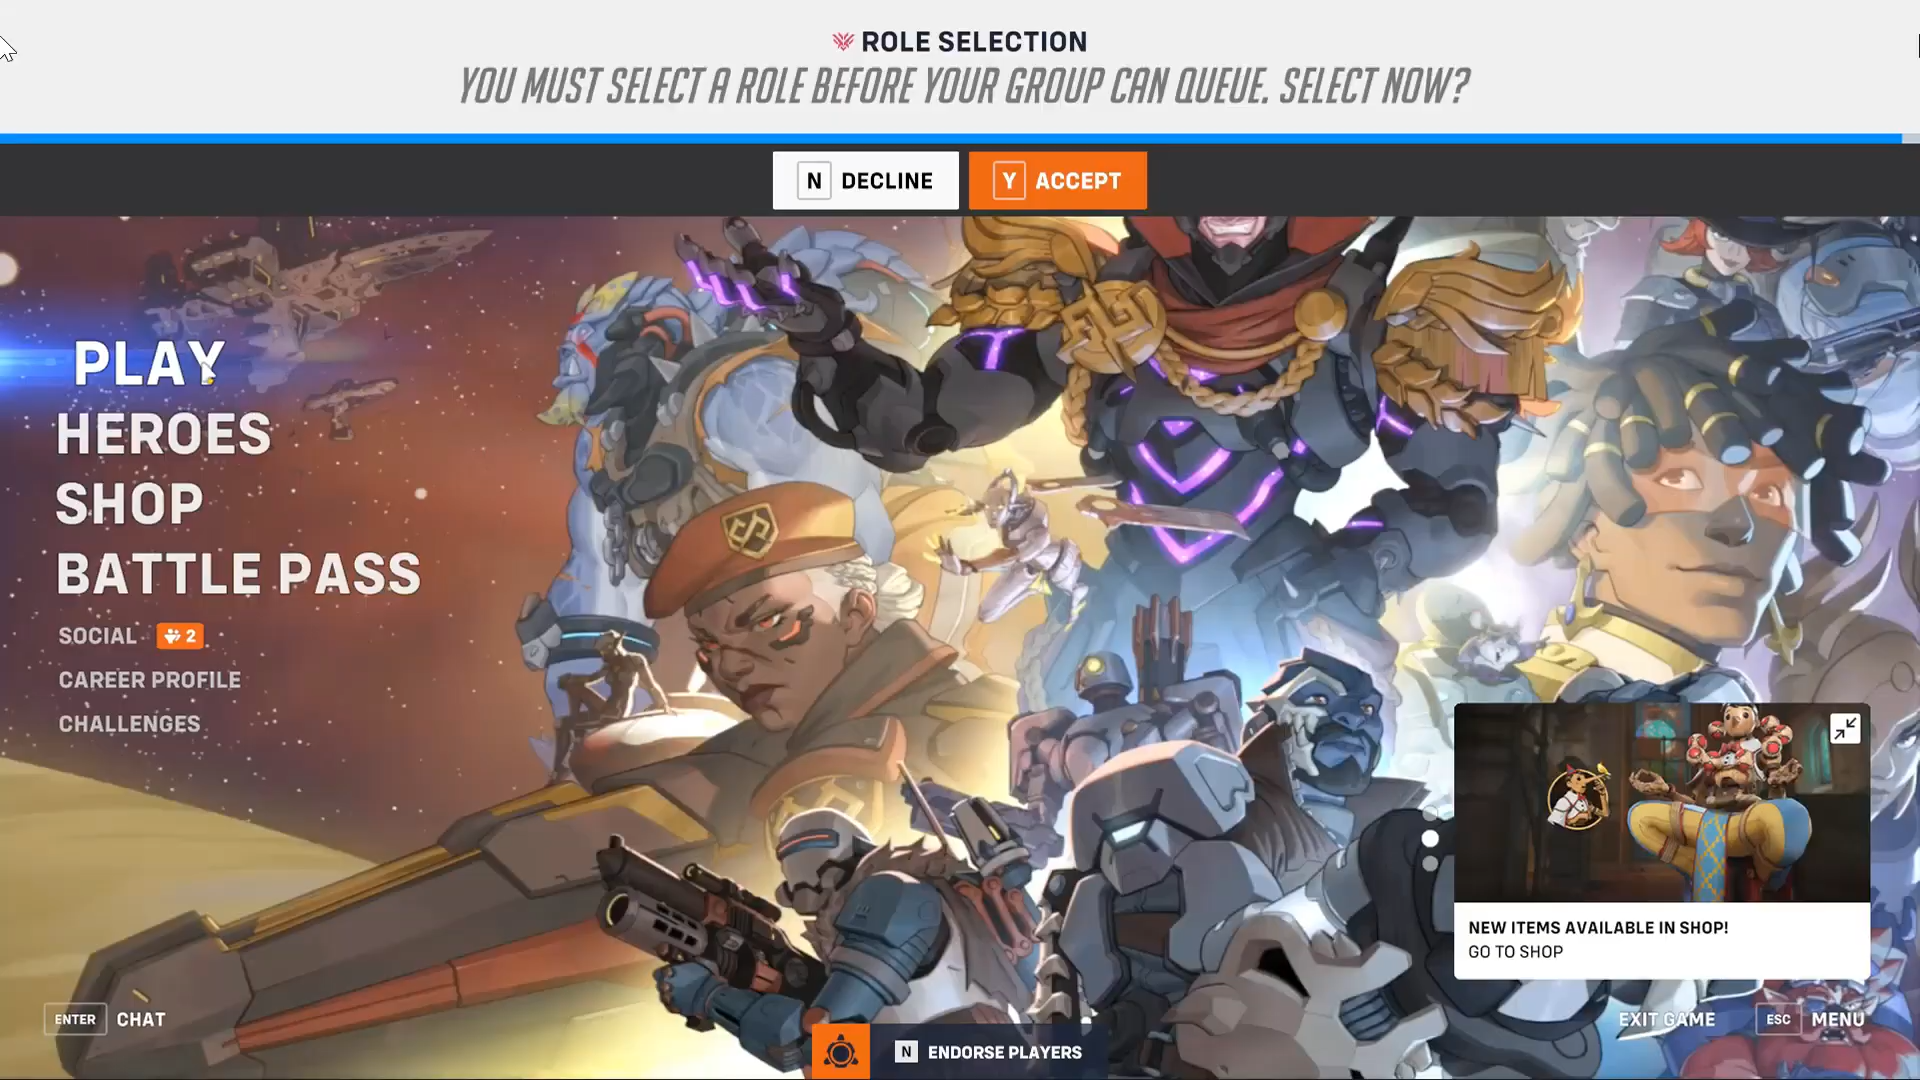 ROLE SELECTION
YOU MUST SELECT A ROLE BEFORE YOUR GROUP CAN QUEUE. SELECT NOW?
N DECLINE
Y ACCEPT
PLAY
HEROES
SHOP
BATTLE PASS
SOCIAL 2
CAREER PROFILE
CHALLENGES
NEW ITEMS AVAILABLE IN SHOP!
GO TO SHOP
ENTER CHAT
N ENDORSE PLAYERS
EXIT GAME
ESC MENU